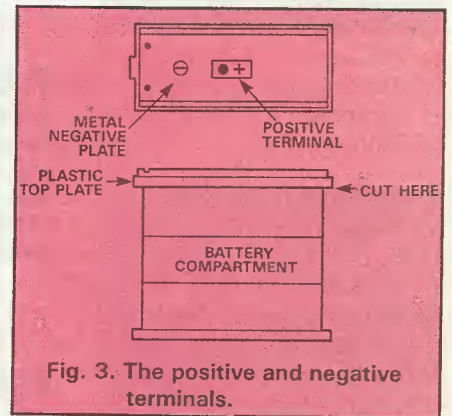 ⊖ +
METAL
NEGATIVE
PLATE
POSITIVE
TERMINAL
PLASTIC
TOP PLATE
CUT HERE
BATTERY
COMPARTMENT
Fig. 3. The positive and negative
terminals.